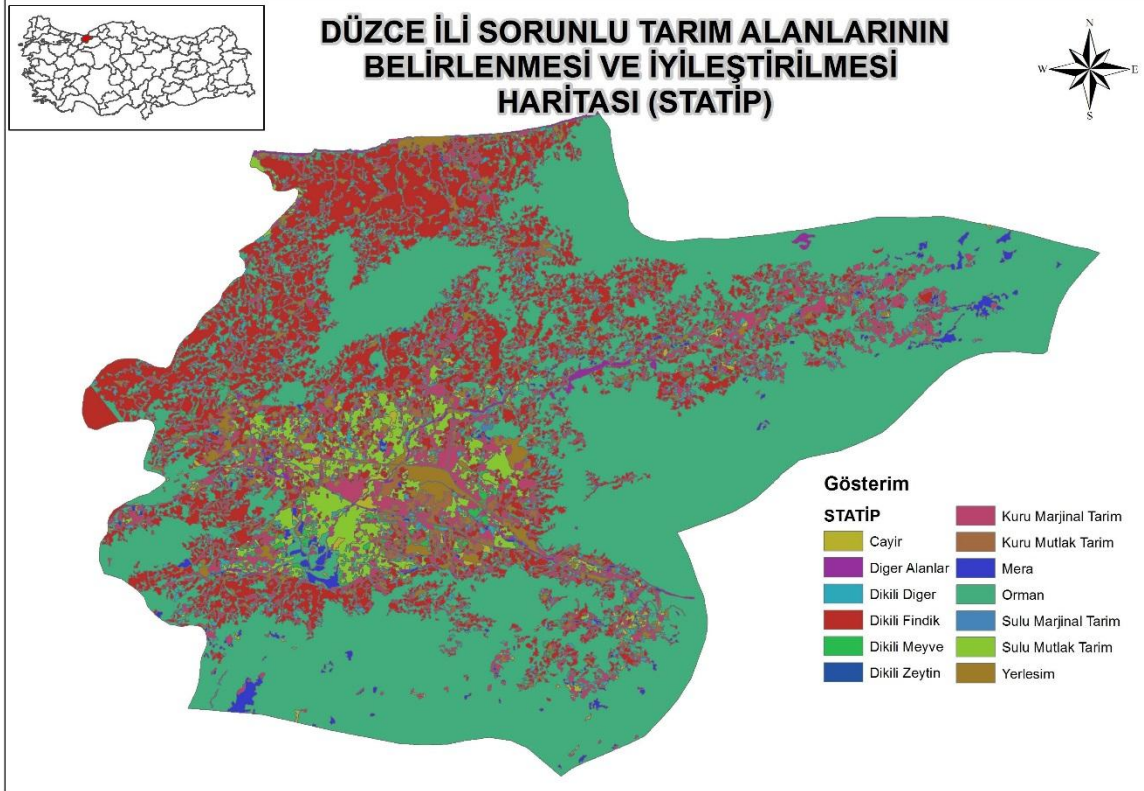 DÜZCE İLİ SORUNLU TARIM ALANLARININ
BELİRLENMESİ VE İYİLEŞTİRİLMESİ
HARİTASI (STATİP)
N
W
E
S
Gösterim
STATİP
Cayir
Diger Alanlar
Dikili Diger
Dikili Findik
Dikili Meyve
Dikili Zeytin
Kuru Marjinal Tarim
Kuru Mutlak Tarim
Mera
Orman
Sulu Marjinal Tarim
Sulu Mutlak Tarim
Yerlesim